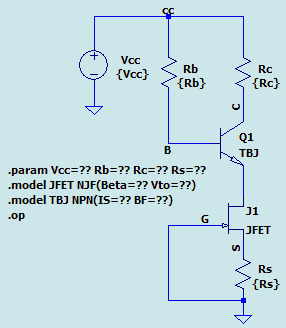 cc
Vcc
{Vcc}
Rb
{Rb}
Rc
{Rc}
C
B
Q1
TBJ
.param Vcc=?? Rb=?? Rc=?? Rs=??
.model JFET NJF(Beta=?? Vto=??)
.model TBJ NPN(IS=?? BF=??)
.op
G
J1
JFET
S
Rs
{Rs}